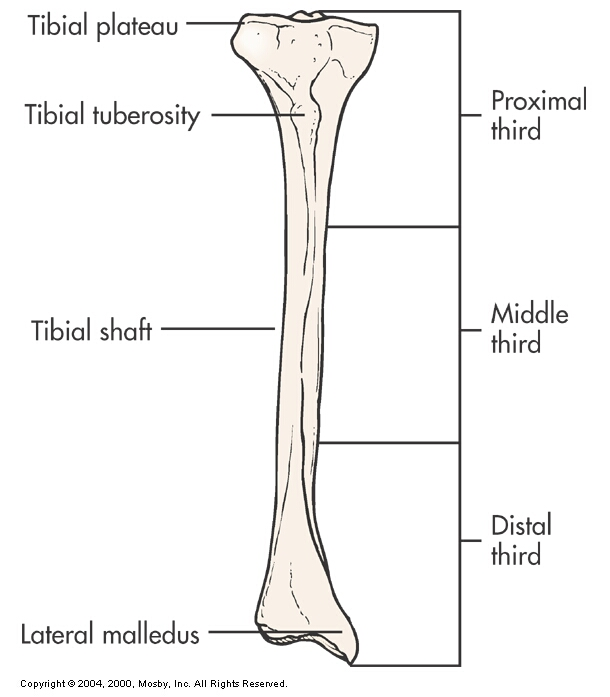 Tibial plateau
Tibial tuberosity
Proximal
third
Tibial shaft
Middle
third
Distal
third
Lateral malledus
Copyright © 2004, 2000, Mosby, Inc. All Rights Reserved.